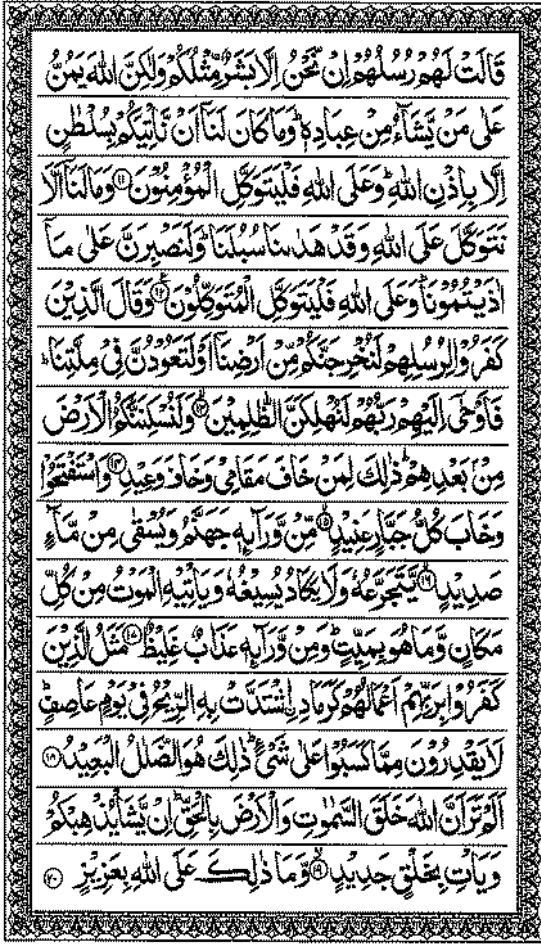 قَالَتْ لَهُمْ رُسُلُهُمْ اِنْ نَّحْنُ اِلَّا بَشَرٌ مِّثْلُكُمْ وَلٰكِنَّ اللّٰهَ يَمُنُّ
عَلٰى مَنْ يَّشَآءُ مِنْ عِبَادِهٖ ؕ وَمَا كَانَ لَنَاۤ اَنْ نَّاْتِيَكُمْ بِسُلْطٰنٍ
اِلَّا بِاِذْنِ اللّٰهِ ؕ وَعَلَى اللّٰهِ فَلْيَتَوَكَّلِ الْمُؤْمِنُوْنَ ﴿۱۱﴾ وَمَا لَنَاۤ اَلَّا
نَتَوَكَّلَ عَلَى اللّٰهِ وَقَدْ هَدٰىنَا سُبُلَنَا ؕ وَلَنَصْبِرَنَّ عَلٰى مَاۤ
اٰذَيْتُمُوْنَا ؕ وَعَلَى اللّٰهِ فَلْيَتَوَكَّلِ الْمُتَوَكِّلُوْنَ ﴿۱۲﴾ وَقَالَ الَّذِيْنَ
كَفَرُوْا لِرُسُلِهِمْ لَنُخْرِجَنَّكُمْ مِّنْ اَرْضِنَاۤ اَوْ لَتَعُوْدُنَّ فِيْ مِلَّتِنَا ؕ
فَاَوْحٰۤى اِلَيْهِمْ رَبُّهُمْ لَنُهْلِكَنَّ الظّٰلِمِيْنَ ﴿۱۳﴾ وَلَنُسْكِنَنَّكُمُ الْاَرْضَ
مِنْۢ بَعْدِهِمْ ؕ ذٰلِكَ لِمَنْ خَافَ مَقَامِيْ وَخَافَ وَعِيْدِ ﴿۱۴﴾ وَاسْتَفْتَحُوْا
وَخَابَ كُلُّ جَبَّارٍ عَنِيْدٍ ﴿۱۵﴾ مِّنْ وَّرَآئِهٖ جَهَنَّمُ وَيُسْقٰى مِنْ مَّآءٍ
صَدِيْدٍ ﴿۱۶﴾ يَّتَجَرَّعُهٗ وَلَا يَكَادُ يُسِيْغُهٗ وَيَاْتِيْهِ الْمَوْتُ مِنْ كُلِّ
مَكَانٍ وَّمَا هُوَ بِمَيِّتٍ ؕ وَمِنْ وَّرَآئِهٖ عَذَابٌ غَلِيْظٌ ﴿۱۷﴾ مَثَلُ الَّذِيْنَ
كَفَرُوْا بِرَبِّهِمْ اَعْمَالُهُمْ كَرَمَادِ ۣاشْتَدَّتْ بِهِ الرِّيْحُ فِيْ يَوْمٍ عَاصِفٍ ؕ
لَا يَقْدِرُوْنَ مِمَّا كَسَبُوْا عَلٰى شَيْءٍ ؕ ذٰلِكَ هُوَ الضَّلٰلُ الْبَعِيْدُ ﴿۱۸﴾
اَلَمْ تَرَ اَنَّ اللّٰهَ خَلَقَ السَّمٰوٰتِ وَالْاَرْضَ بِالْحَقِّ ؕ اِنْ يَّشَاْ يُذْهِبْكُمْ
وَيَاْتِ بِخَلْقٍ جَدِيْدٍ ﴿۱۹﴾ وَّمَا ذٰلِكَ عَلَى اللّٰهِ بِعَزِيْزٍ ﴿۲۰﴾